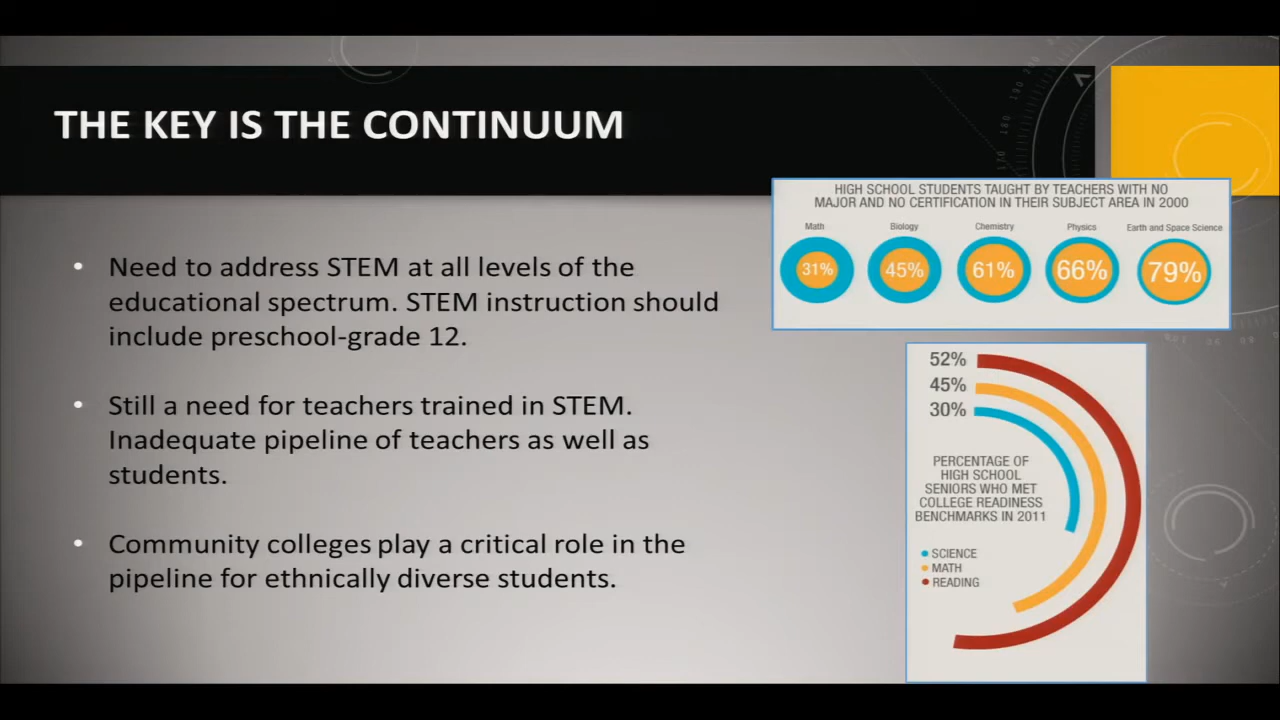 THE KEY IS THE CONTINUUM
• Need to address STEM at all levels of the
educational spectrum. STEM instruction should
include preschool-grade 12.
• Still a need for teachers trained in STEM.
Inadequate pipeline of teachers as well as
students.
• Community colleges play a critical role in the
pipeline for ethnically diverse students.
HIGH SCHOOL STUDENTS TAUGHT BY TEACHERS WITH NO
MAJOR AND NO CERTIFICATION IN THEIR SUBJECT AREA IN 2000
Math Biology Chemistry Physics Earth and Space Science
31% 45% 61% 66% 79%
52%
45%
30%
PERCENTAGE OF
HIGH SCHOOL
SENIORS WHO MET
COLLEGE READINESS
BENCHMARKS IN 2011
SCIENCE
MATH
READING